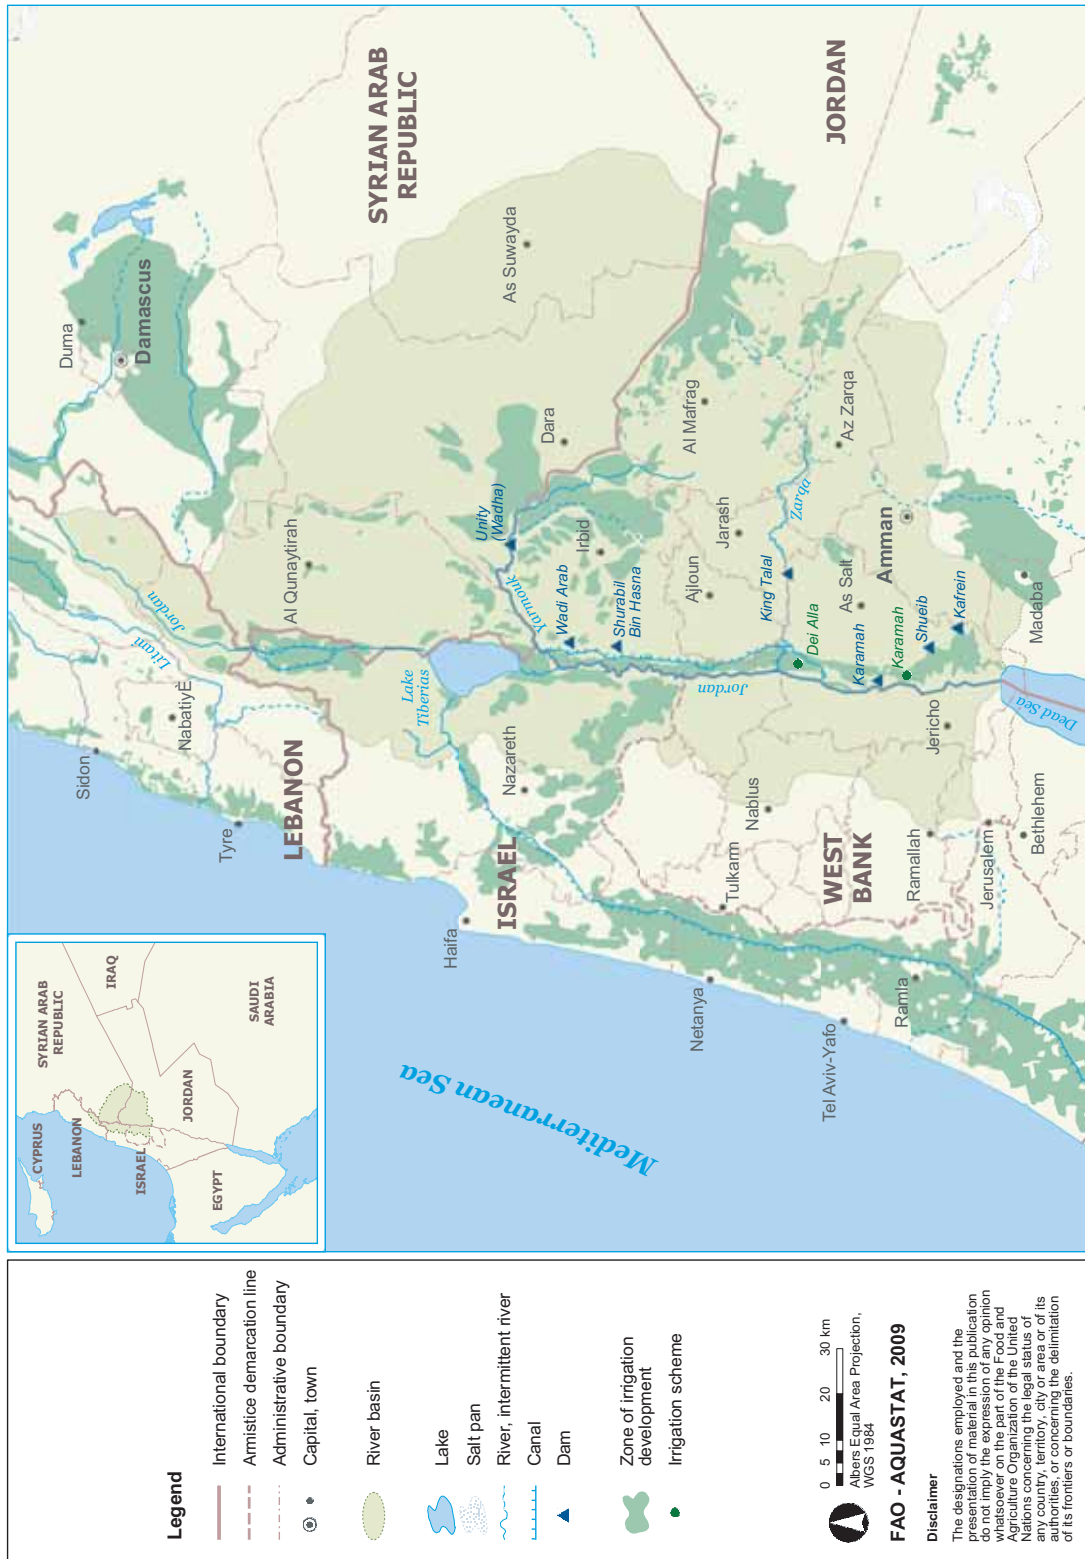 SYRIAN ARAB
REPUBLIC
IRAQ
CYPRUS
LEBANON
ISRAEL
JORDAN
SAUDI
ARABIA
EGYPT
Mediterranean Sea
Sidon
NabatiyE
Tyre
LEBANON
Litani
Jordan
Duma
Damascus
SYRIAN ARAB
REPUBLIC
Al Qunaytirah
As Suwayda
Dara
Unity
(Wadha)
Yarmouk
Lake
Tiberias
Haifa
Nazareth
ISRAEL
Wadi Arab
Shurabil
Bin Hasna
Irbid
Al Mafraq
Ajloun
Jarash
JORDAN
Netanya
Tulkarm
Nablus
Jordan
King Talal
Zarqa
Dei Alla
Az Zarqa
As Salt
Amman
Karamah
Karamah
Shueib
Kafrein
Tel Aviv-Yafo
WEST
BANK
Ramla
Ramallah
Jericho
Jerusalem
Bethlehem
Madaba
Dead Sea
Legend
International boundary
Armistice demarcation line
Administrative boundary
Capital, town
River basin
Lake
Salt pan
River, intermittent river
Canal
Dam
Zone of irrigation
development
Irrigation scheme
0 5 10 20 30 km
Albers Equal Area Projection,
WGS 1984
FAO - AQUASTAT, 2009
Disclaimer
The designations employed and the
presentation of material in this publication
do not imply the expression of any opinion
whatsoever on the part of the Food and
Agriculture Organization of the United
Nations concerning the legal status of
any country, territory, city or area or of its
authorities, or concerning the delimitation
of its frontiers or boundaries.